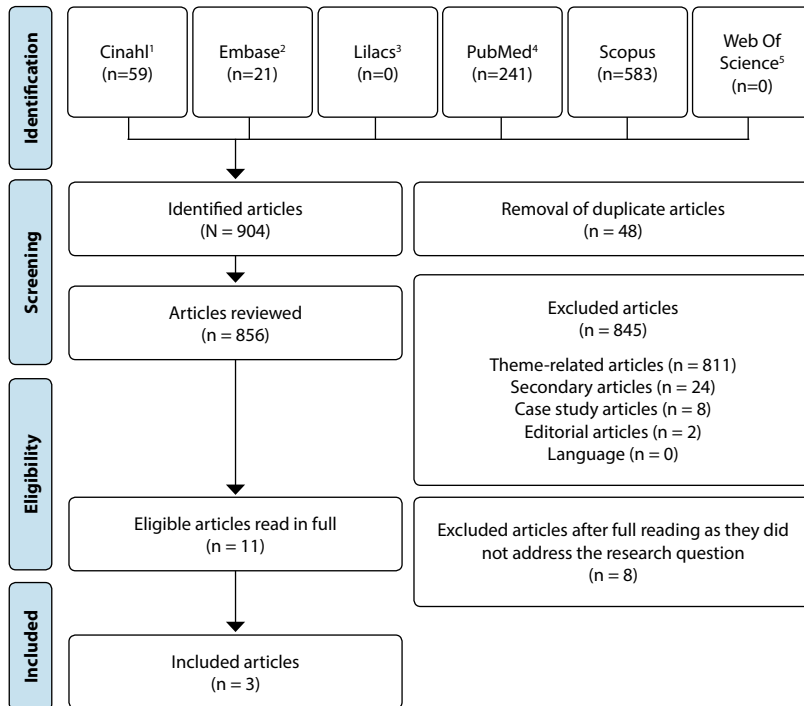 Identification
Cinahl¹
(n=59)
Embase²
(n=21)
Lilacs³
(n=0)
PubMed⁴
(n=241)
Scopus
(n=583)
Web Of
Science⁵
(n=0)
Screening
Identified articles
(N = 904)
Removal of duplicate articles
(n = 48)
Articles reviewed
(n = 856)
Excluded articles
(n = 845)
Theme-related articles (n = 811)
Secondary articles (n = 24)
Case study articles (n = 8)
Editorial articles (n = 2)
Language (n = 0)
Eligibility
Eligible articles read in full
(n = 11)
Excluded articles after full reading as they did
not address the research question
(n = 8)
Included
Included articles
(n = 3)